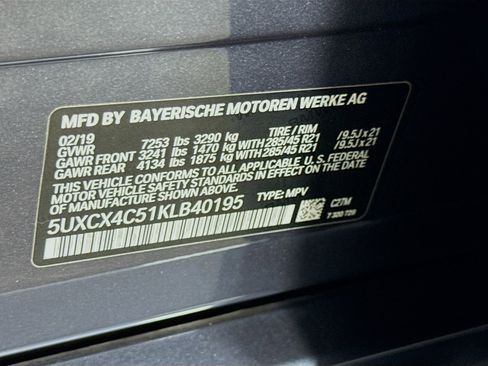 MFD BY BAYERISCHE MOTOREN WERKE AG
02/19 TIRE / RIM
GVWR 7253 lbs 3290 kg
GAWR FRONT 3241 lbs 1470 kg WITH 285/45 R21 / 9.5J x 21
GAWR REAR 4134 lbs 1875 kg WITH 285/45 R21 / 9.5J x 21
THIS VEHICLE CONFORMS TO ALL APPLICABLE U.S. FEDERAL
MOTOR VEHICLE SAFETY STANDARDS IN EFFECT ON THE DATE OF
MANUFACTURE SHOWN ABOVE.
5UXCX4C51KLB40195 TYPE: MPV C27M
7 320 729